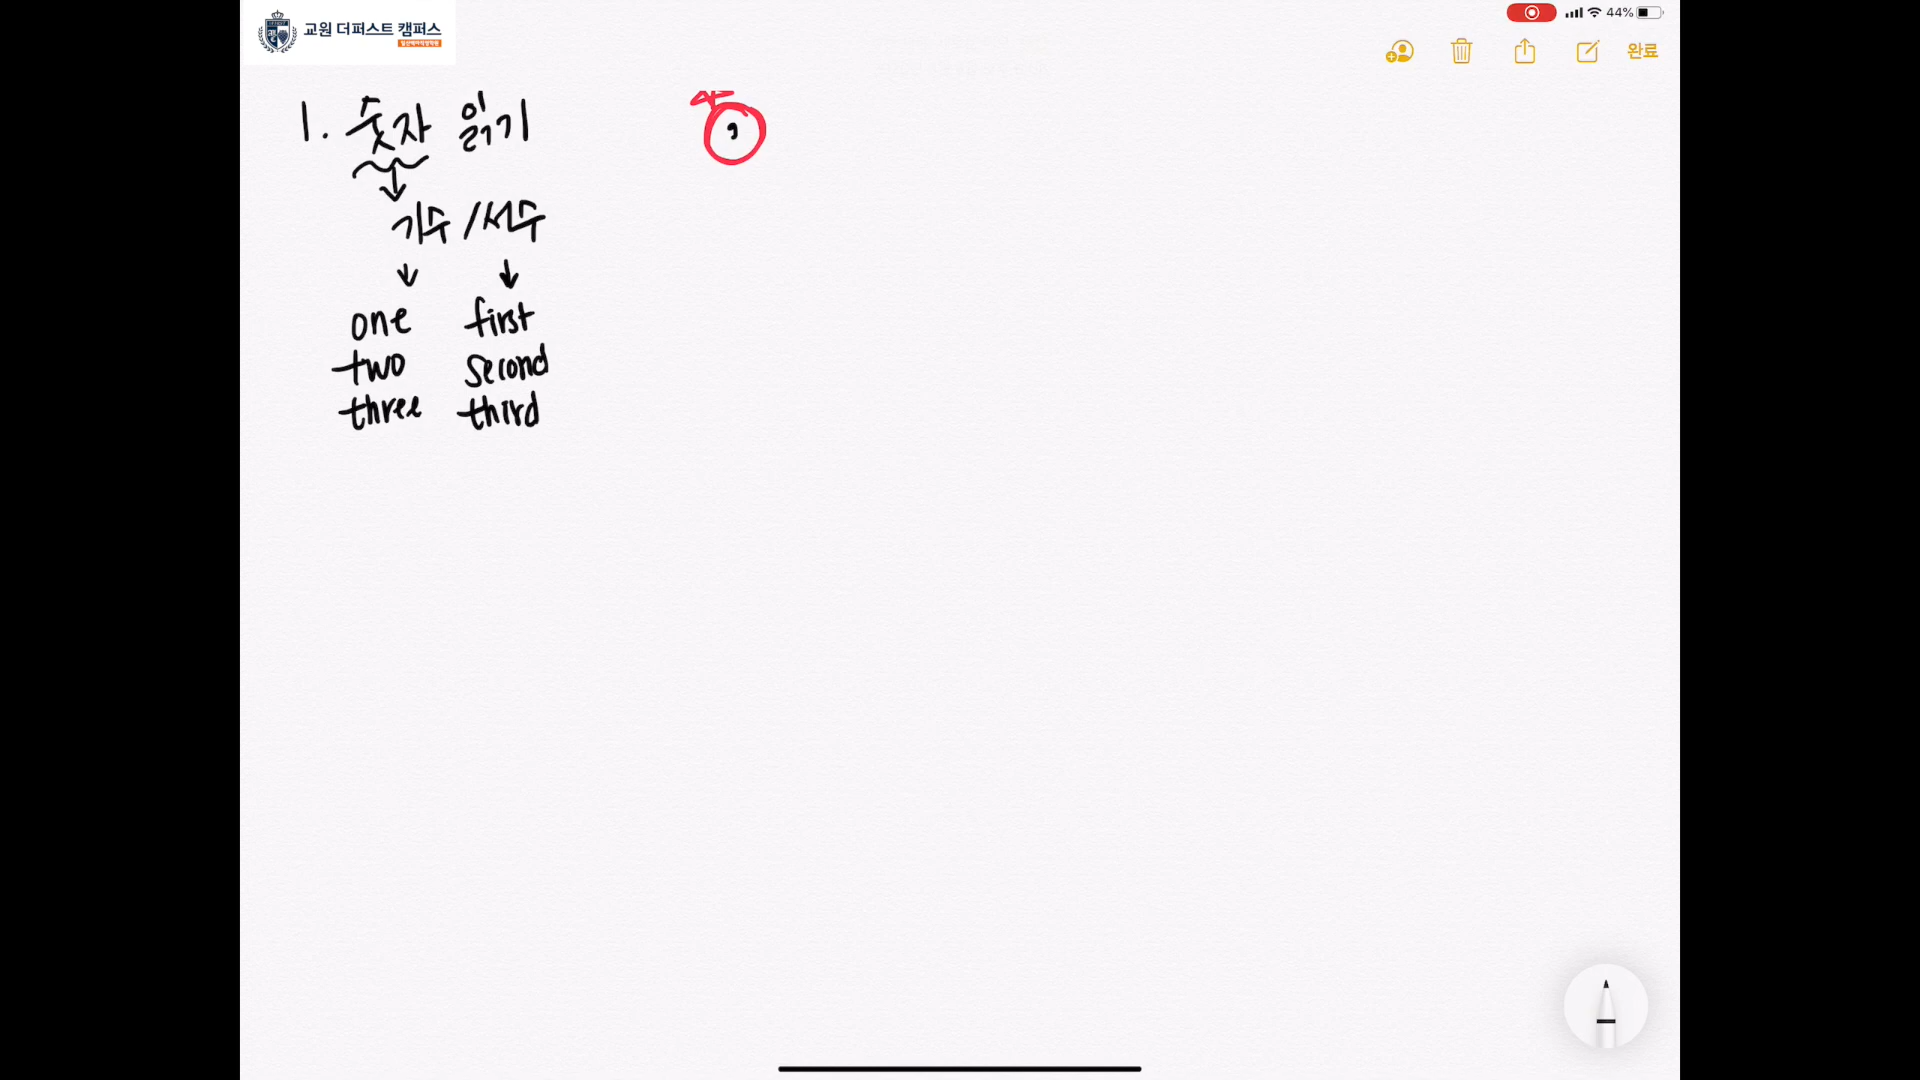 교원 더퍼스트 캠퍼스
44%
완료
1. 숫자 읽기
,
기수 / 서수
one first
two second
three third